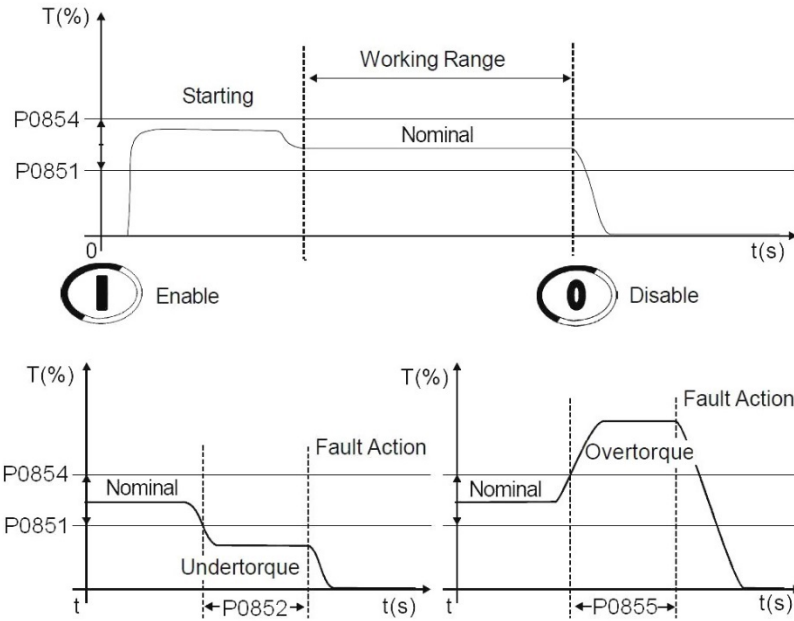 T(%)
Working Range
Starting
P0854
Nominal
P0851
0
t(s)
I Enable
0 Disable
T(%)
Fault Action
P0854
Nominal
P0851
Undertorque
t
P0852
t(s)
T(%)
Fault Action
Overtorque
Nominal
t
P0855
t(s)